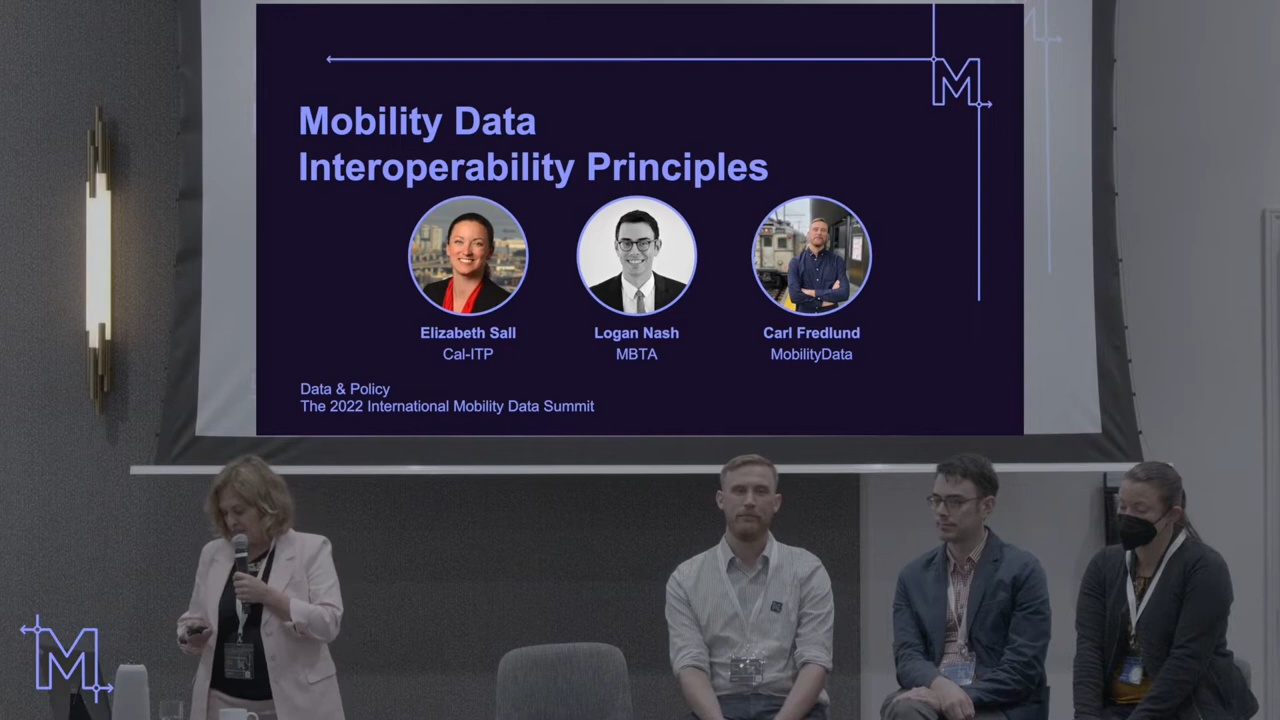 M
Mobility Data
Interoperability Principles
Elizabeth Sall
Logan Nash
Carl Fredlund
Cal-ITP
MBTA
MobilityData
Data & Policy
The 2022 International Mobility Data Summit
M